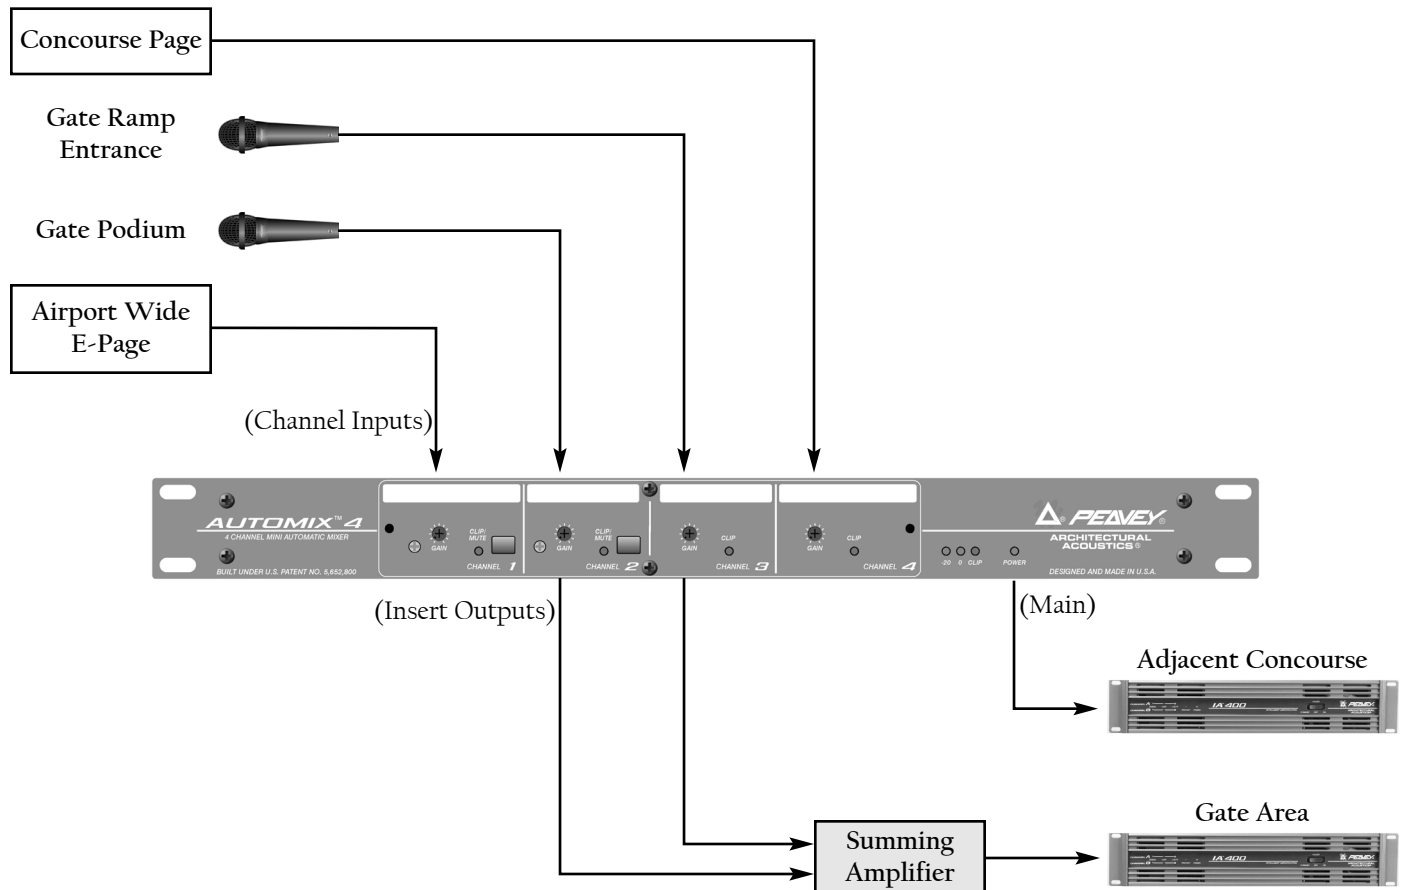 Concourse Page
Gate Ramp
Entrance
Gate Podium
Airport Wide
E-Page
(Channel Inputs)
AUTOMIX™ 4
4 CHANNEL MINI AUTOMATIC MIXER
BUILT UNDER U.S. PATENT NO. 5,652,800
GAIN
CLIP/
MUTE
CHANNEL 1
GAIN
CLIP/
MUTE
CHANNEL 2
GAIN
CLIP
CHANNEL 3
GAIN
CLIP
CHANNEL 4
-20 0 CLIP
POWER
PEAVEY®
ARCHITECTURAL
ACOUSTICS®
DESIGNED AND MADE IN U.S.A.
(Insert Outputs)
(Main)
Adjacent Concourse
IA 400
PEAVEY
Gate Area
Summing
Amplifier
IA 400
PEAVEY